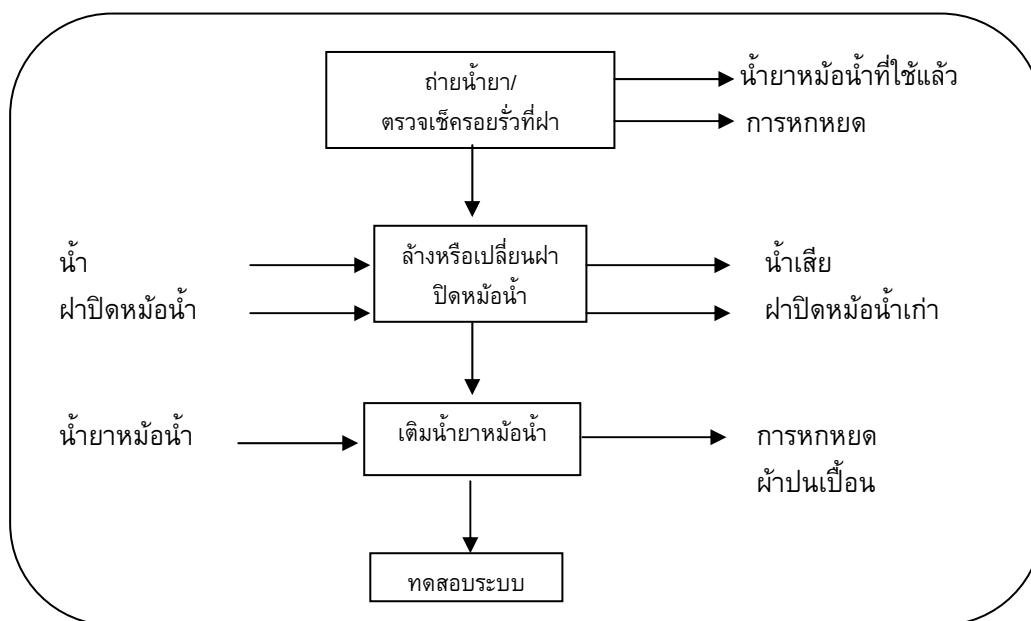 ถ่ายน้ำยา/
ตรวจเช็ครอยรั่วที่ฝา
น้ำยาหม้อน้ำที่ใช้แล้ว
การหกหยด
น้ำ
ฝาปิดหม้อน้ำ
ล้างหรือเปลี่ยนฝา
ปิดหม้อน้ำ
น้ำเสีย
ฝาปิดหม้อน้ำเก่า
น้ำยาหม้อน้ำ
เติมน้ำยาหม้อน้ำ
การหกหยด
ผ้าปนเปื้อน
ทดสอบระบบ